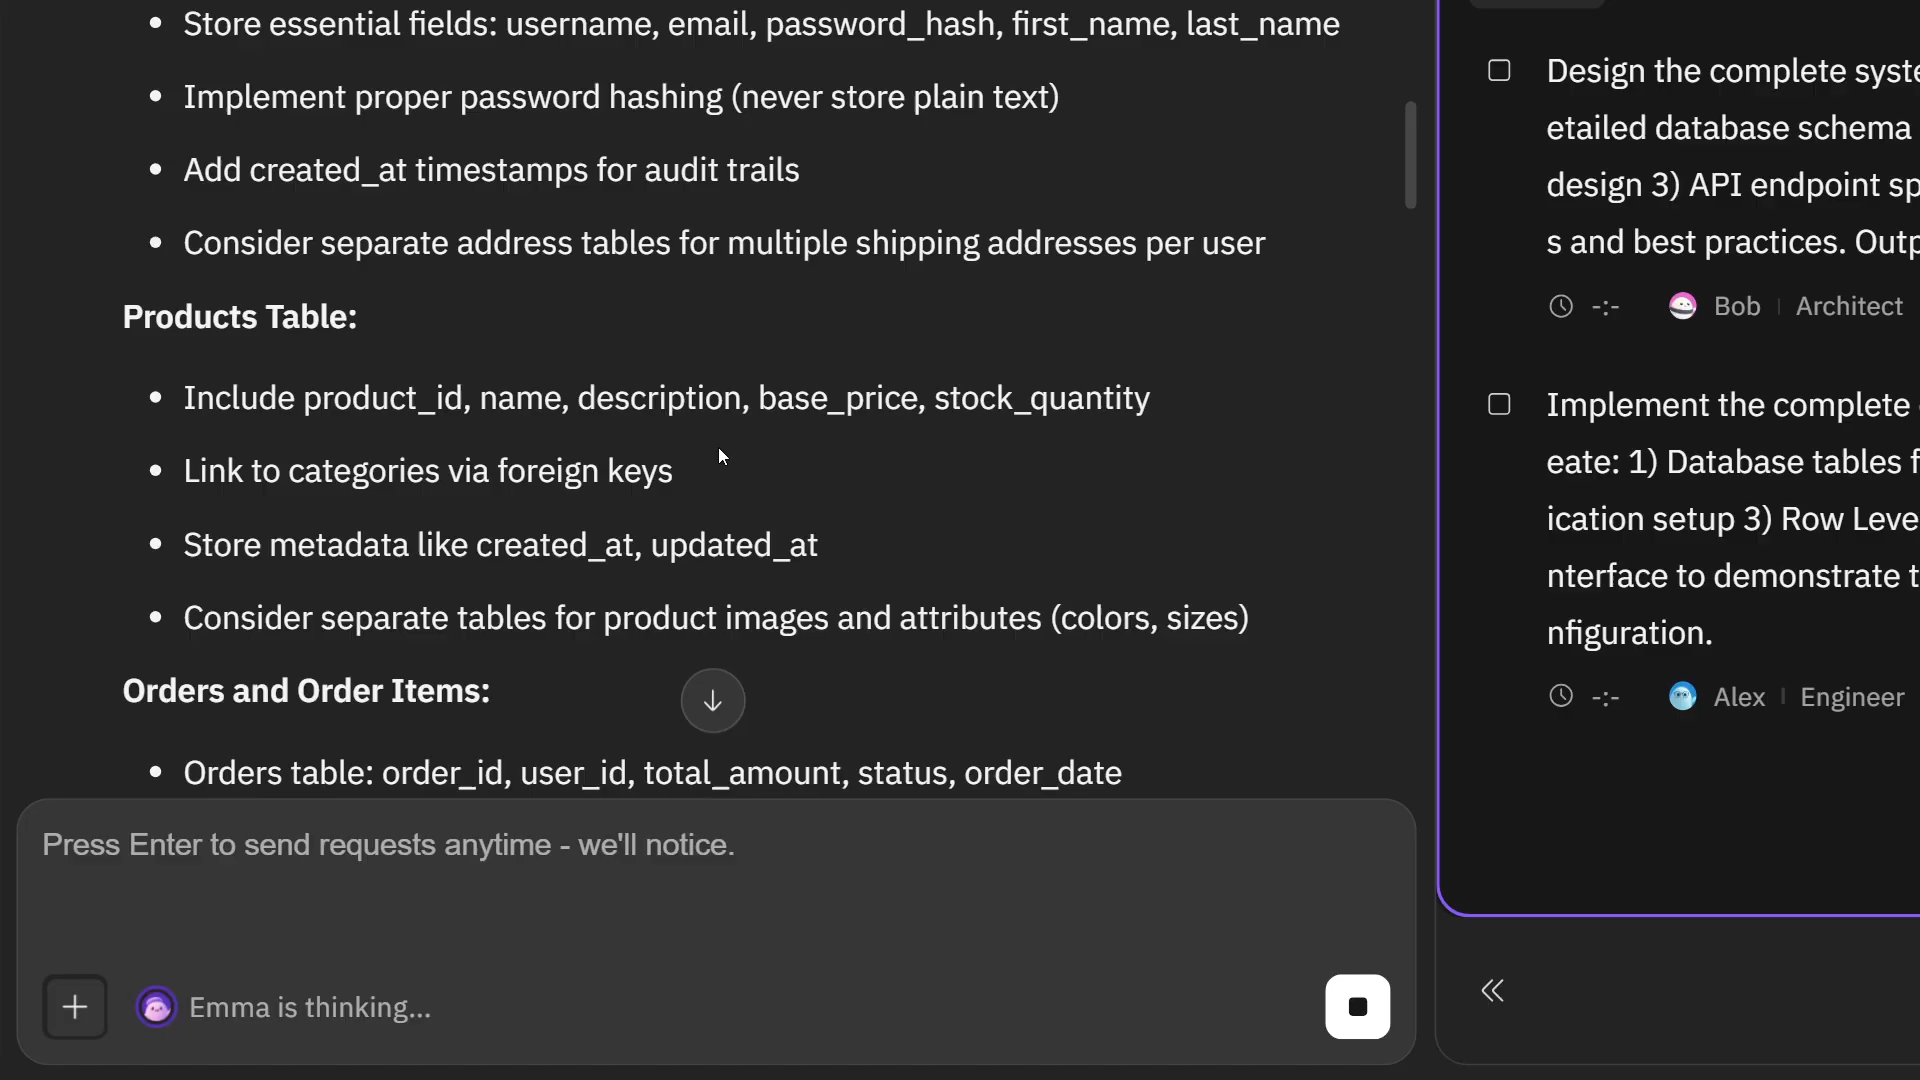 Store essential fields: username, email, password_hash, first_name, last_name
Implement proper password hashing (never store plain text)
Add created_at timestamps for audit trails
Consider separate address tables for multiple shipping addresses per user
Products Table:
Include product_id, name, description, base_price, stock_quantity
Link to categories via foreign keys
Store metadata like created_at, updated_at
Consider separate tables for product images and attributes (colors, sizes)
Orders and Order Items:
Orders table: order_id, user_id, total_amount, status, order_date
Press Enter to send requests anytime - we'll notice.
Emma is thinking...
Design the complete syste
etailed database schema
design 3) API endpoint sp
s and best practices. Outp
-:- Bob | Architect
Implement the complete
eate: 1) Database tables f
ication setup 3) Row Leve
nterface to demonstrate t
nfiguration.
-:- Alex | Engineer